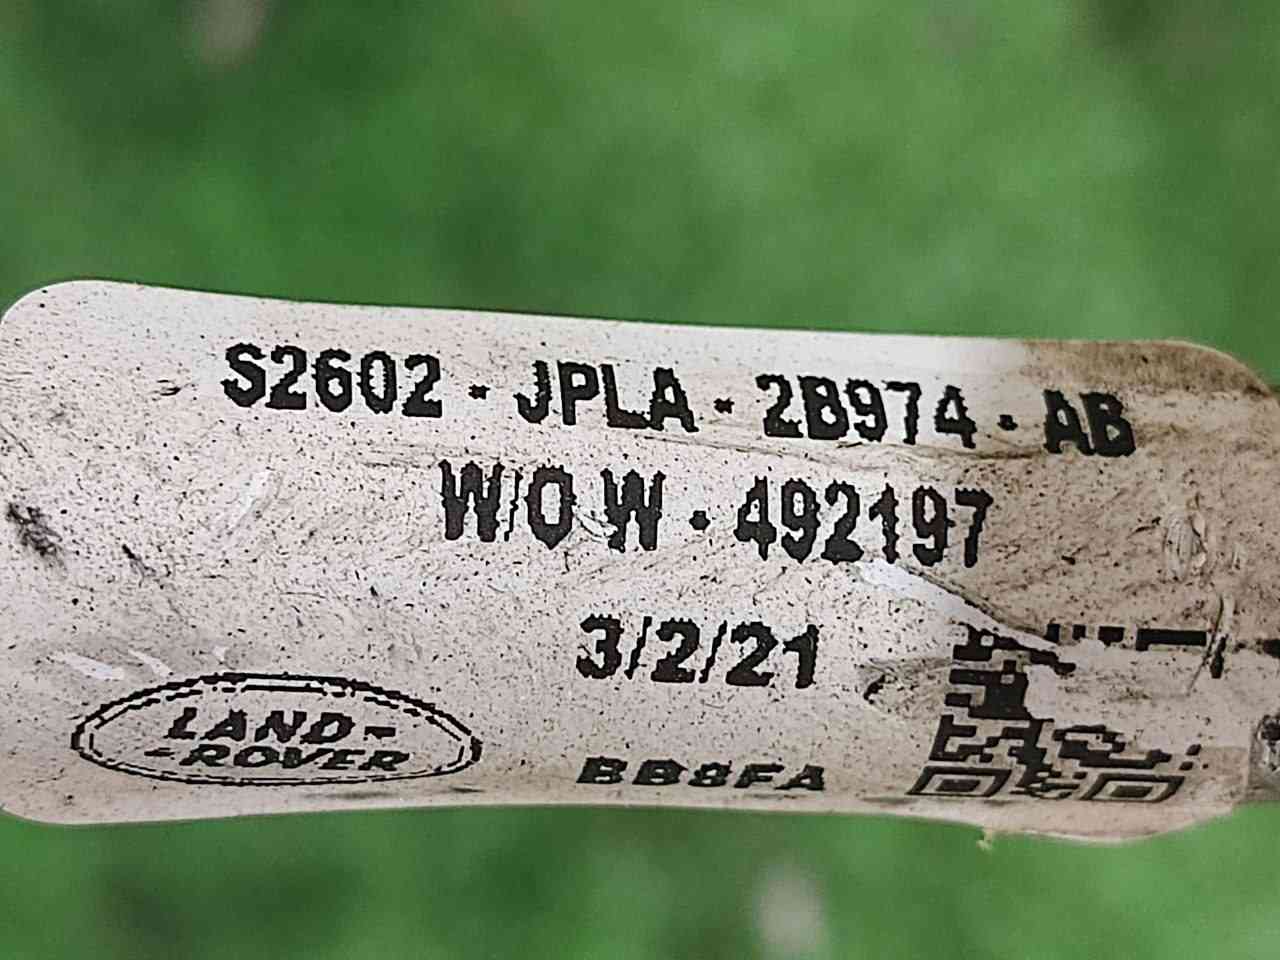 S2602 - JPLA - 2B974 - AB
W/O W - 492197
3/2/21
LAND-
-ROVER
BB8FA